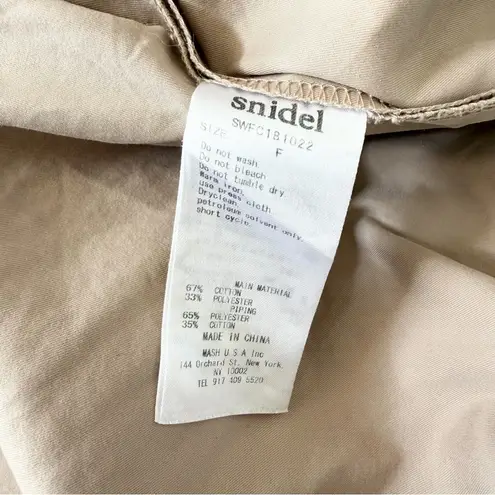 snidel
SWFC181022
SIZE F
Do not wash
Do not bleach
Do not tumble dry
Warm iron.
use press cloth
Dryclean
petroleum solvent only.
short cycle
MAIN MATERIAL
67% COTTON
33% POLYESTER
PIPING
65% POLYESTER
35% COTTON
MADE IN CHINA
MASH U.S.A Inc
144 Orchard St, New York,
NY 10002
TEL 917 409 5520